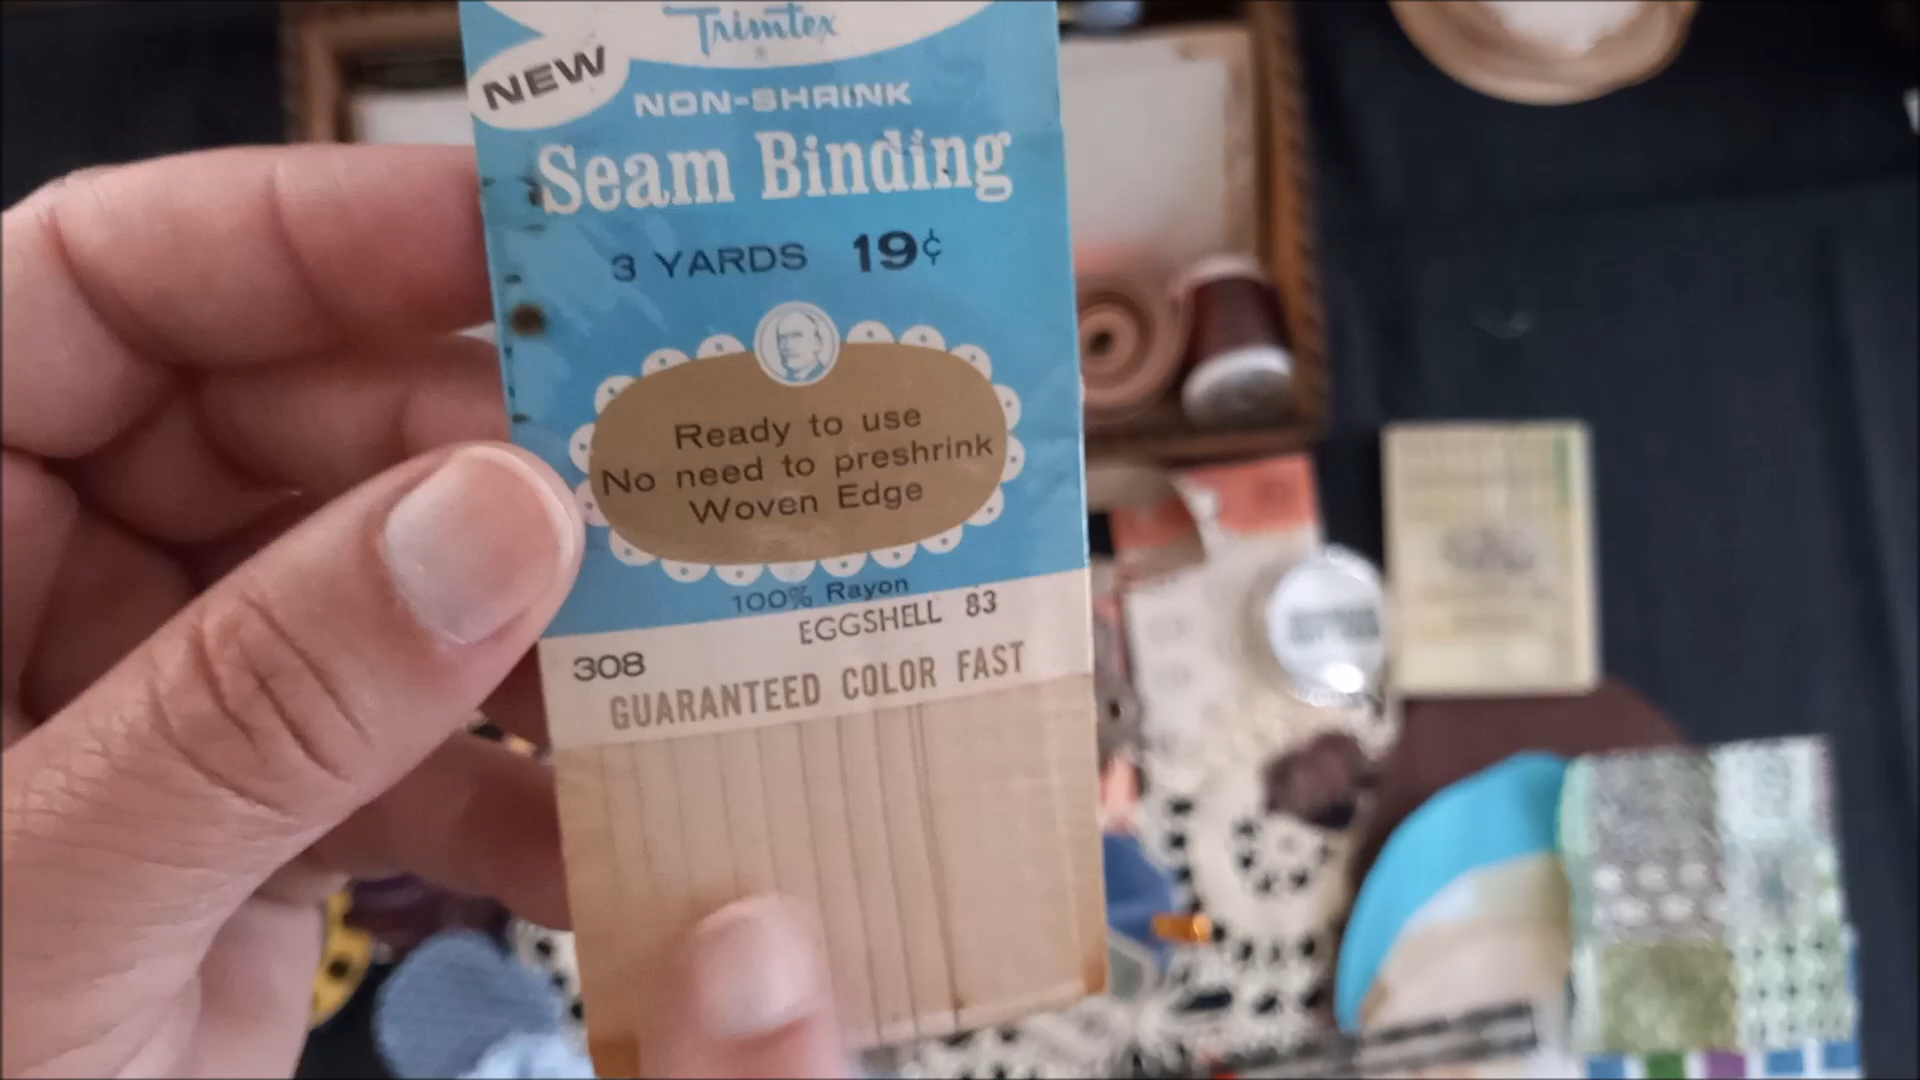 Trimtex
®
NEW
NON-SHRINK
Seam Binding
3 YARDS 19¢
Ready to use
No need to preshrink
Woven Edge
100% Rayon
EGGSHELL 83
308
GUARANTEED COLOR FAST